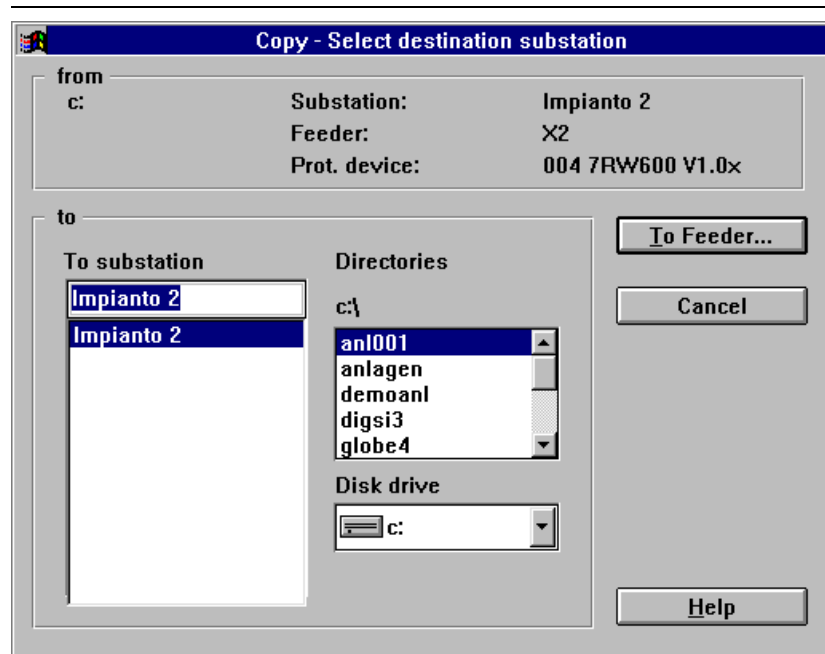 Copy - Select destination substation
from
c: Substation: Impianto 2
Feeder: X2
Prot. device: 004 7RW600 V1.0x
to
To substation
Impianto 2
Impianto 2
Directories
c:\
anl001
anlagen
demoanl
digsi3
globe4
Disk drive
c:
To Feeder...
Cancel
Help